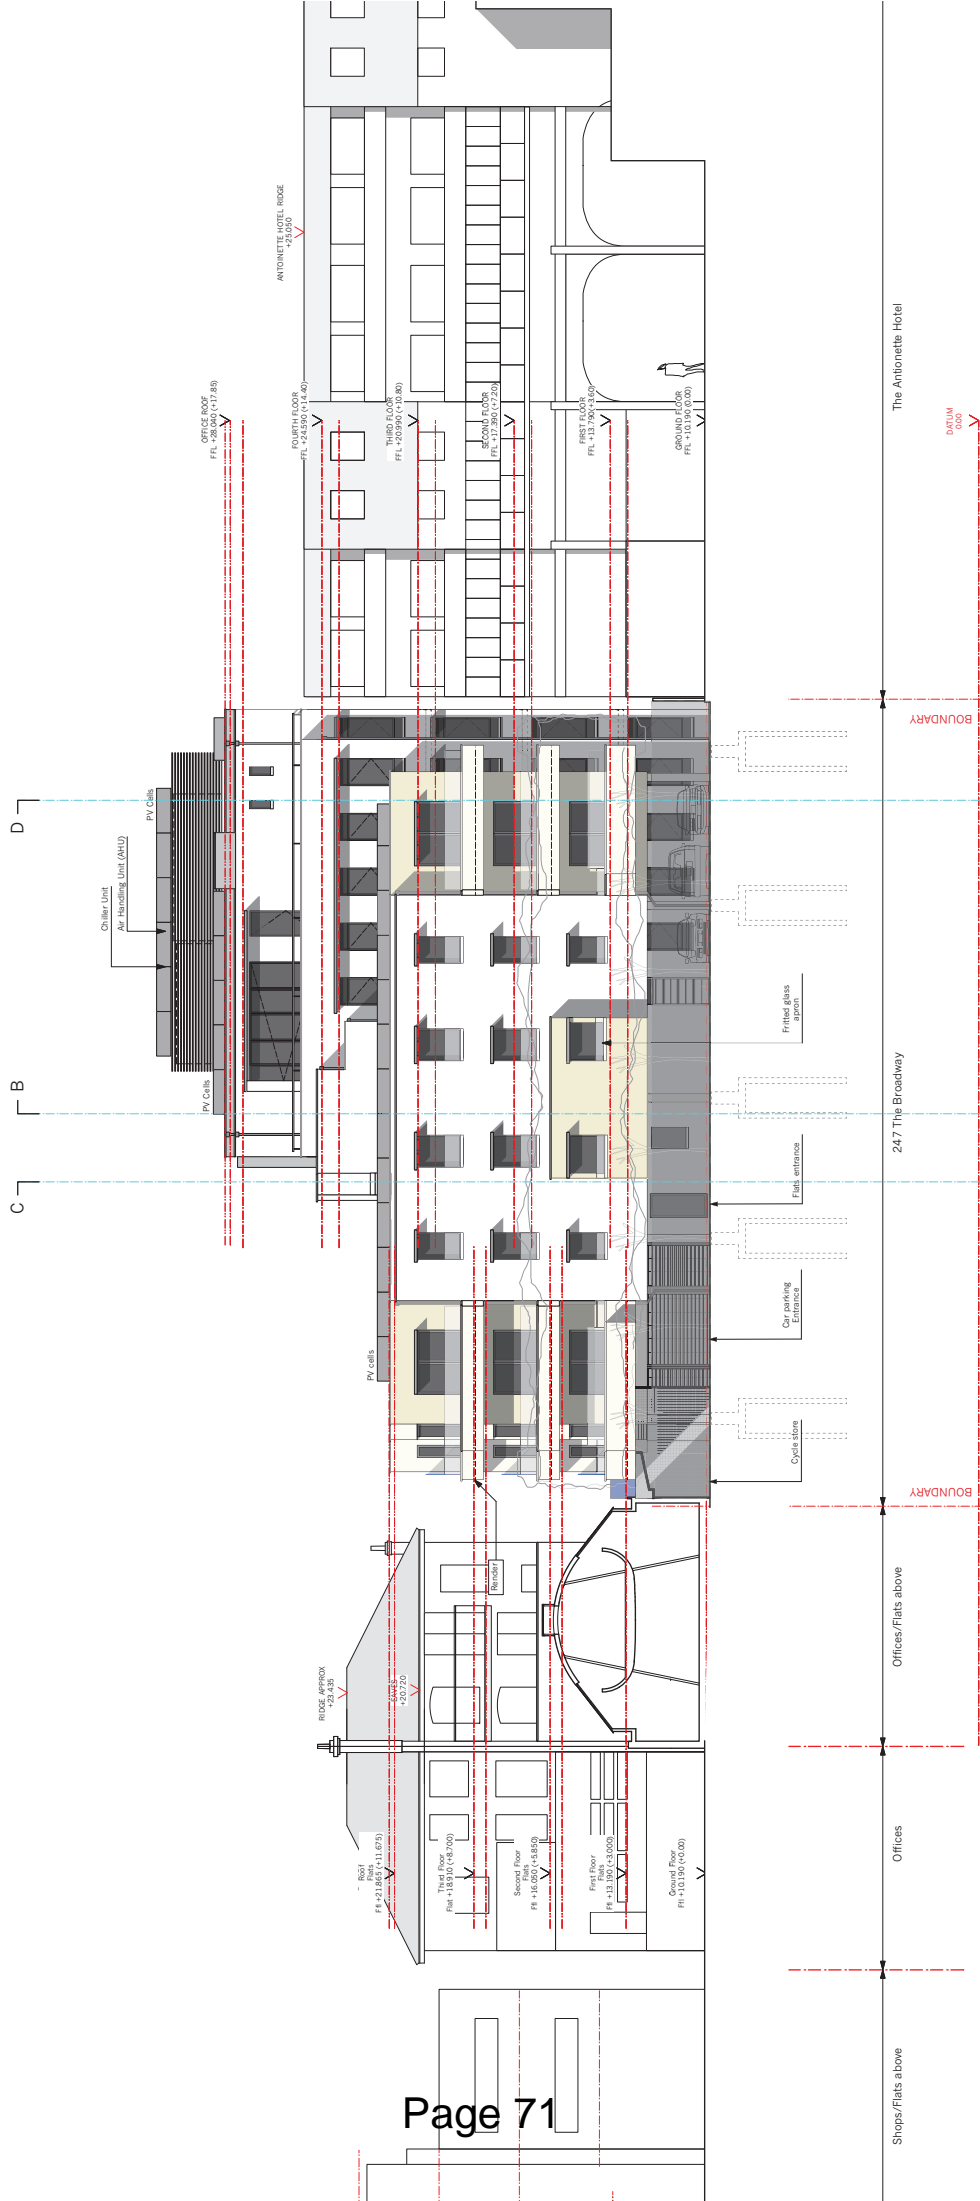 D
B
C
PV Cells
Chiller Unit
Air Handling Unit (AHU)
PV Cells
PV cells
ANTOINETTE HOTEL RIDGE
+25.050
OFFICE ROOF
FFL +28.040 (+17.85)
FOURTH FLOOR
FFL +24.590 (+14.40)
THIRD FLOOR
FFL +20.990 (+10.80)
SECOND FLOOR
FFL +17.390 (+7.20)
FIRST FLOOR
FFL +13.790(+3.60)
GROUND FLOOR
FFL +10.190 (0.00)
RIDGE APPROX
+23.435
EAVES
+20.720
Roof
Flats
Ffl +21.865 (+11.675)
Third Floor
Flat +18.910 (+8.700)
Second Floor
Flats
Ffl +16.050 (+5.850)
First Floor
Flats
Ffl +13.190 (+3.000)
Ground Floor
Ffl +10.190 (+0.00)
Render
Cycle store
Car parking
Entrance
Flats entrance
Fritted glass
apron
Shops/Flats above
Offices
Offices/Flats above
24 7 The Broadway
The Antionette Hotel
BOUNDARY
BOUNDARY
DATUM
0.00
Page 71